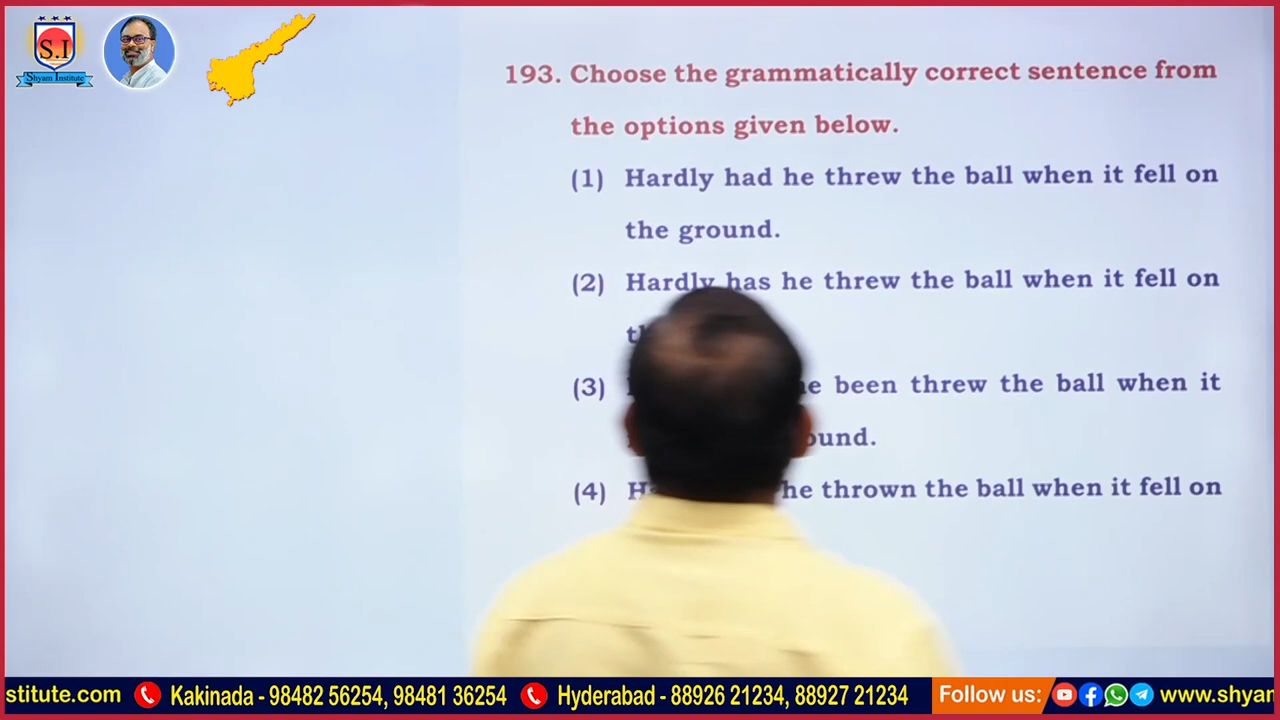 S.I
Shyam Institute
193. Choose the grammatically correct sentence from
the options given below.
(1) Hardly had he threw the ball when it fell on
the ground.
(2) Hardly has he threw the ball when it fell on
(3) been threw the ball when it
(4) he thrown the ball when it fell on
stitute.com Kakinada - 98482 56254, 98481 36254 Hyderabad - 88926 21234, 88927 21234 Follow us: www.shyam